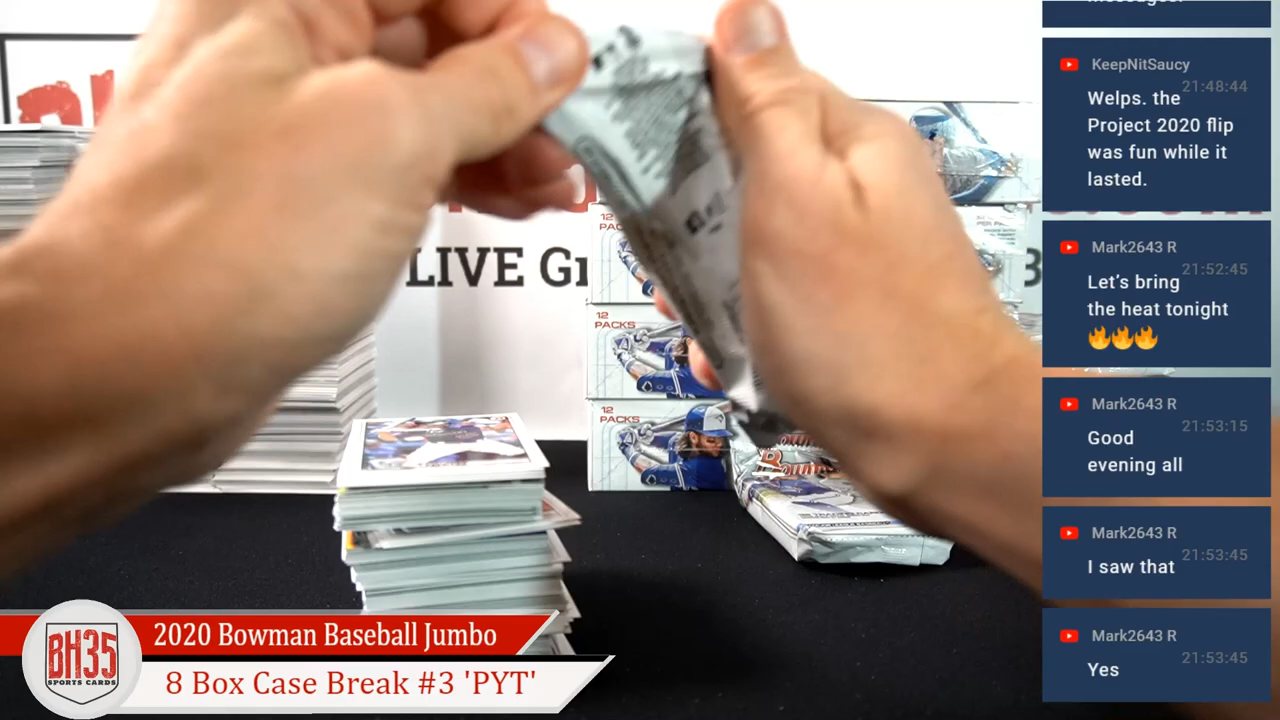 messages.
KeepNitSaucy
21:48:44
Welps. the
Project 2020 flip
was fun while it
lasted.
Mark2643 R
21:52:45
Let's bring
the heat tonight
🔥🔥🔥
Mark2643 R
21:53:15
Good
evening all
Mark2643 R
21:53:45
I saw that
Mark2643 R
21:53:45
Yes
LIVE Gr
12
PAC
12
PACKS
12
PACKS
BH35
SPORTS CARDS
2020 Bowman Baseball Jumbo
8 Box Case Break #3 'PYT'